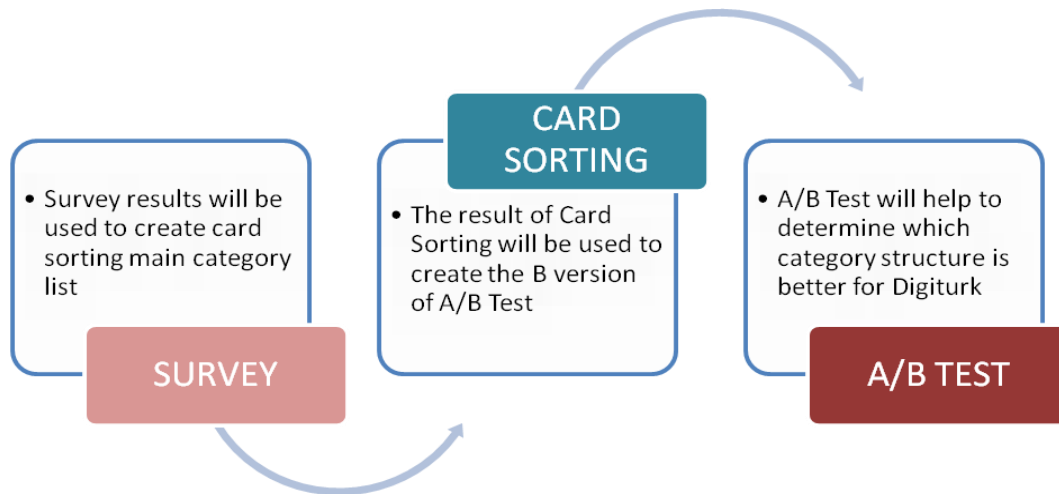 • Survey results will be
used to create card
sorting main category
list
SURVEY
CARD
SORTING
• The result of Card
Sorting will be used to
create the B version
of A/B Test
• A/B Test will help to
determine which
category structure is
better for Digiturk
A/B TEST